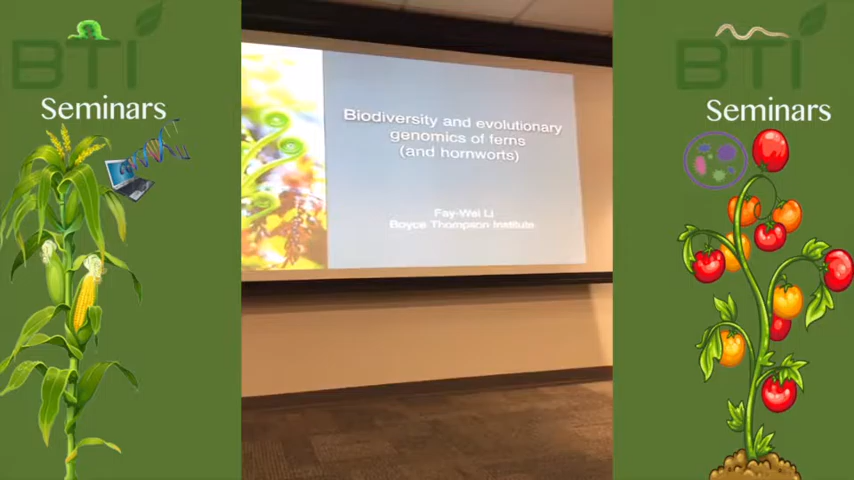 BTI
Seminars
Biodiversity and evolutionary
genomics of ferns
(and hornworts)
Fay-Wei Li
Boyce Thompson Institute
BTI
Seminars